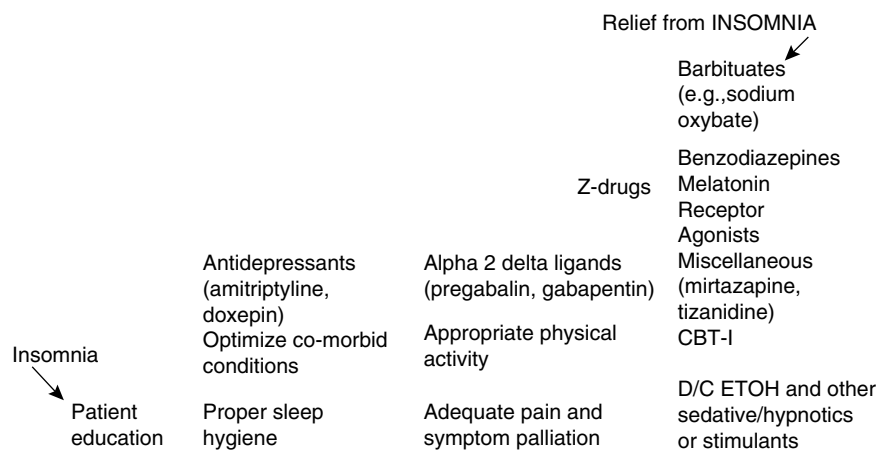 Relief from INSOMNIA
Barbituates
(e.g.,sodium
oxybate)
Benzodiazepines
Z-drugs
Melatonin
Receptor
Agonists
Miscellaneous
(mirtazapine,
tizanidine)
CBT-I
Antidepressants
(amitriptyline,
doxepin)
Optimize co-morbid
conditions
Alpha 2 delta ligands
(pregabalin, gabapentin)
Appropriate physical
activity
Insomnia
Patient
education
Proper sleep
hygiene
Adequate pain and
symptom palliation
D/C ETOH and other
sedative/hypnotics
or stimulants